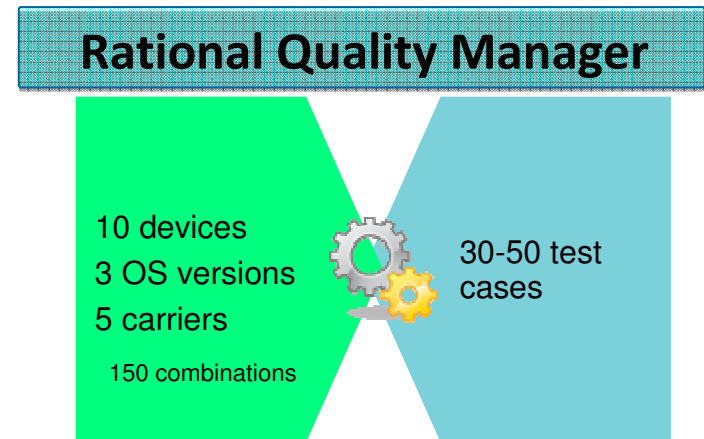 Rational Quality Manager
10 devices
3 OS versions
5 carriers
150 combinations
30-50 test
cases